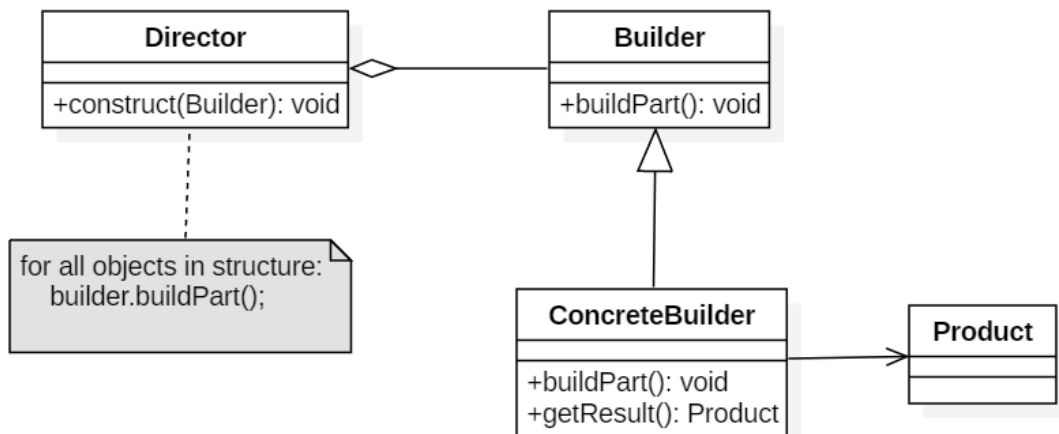 Director
+construct(Builder): void
Builder
+buildPart(): void
for all objects in structure:
builder.buildPart();
ConcreteBuilder
+buildPart(): void
+getResult(): Product
Product